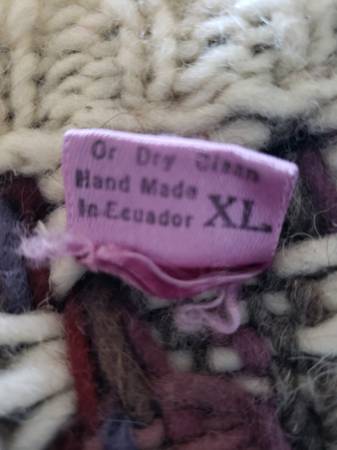 Or Dry Clean
Hand Made
In Ecuador XL